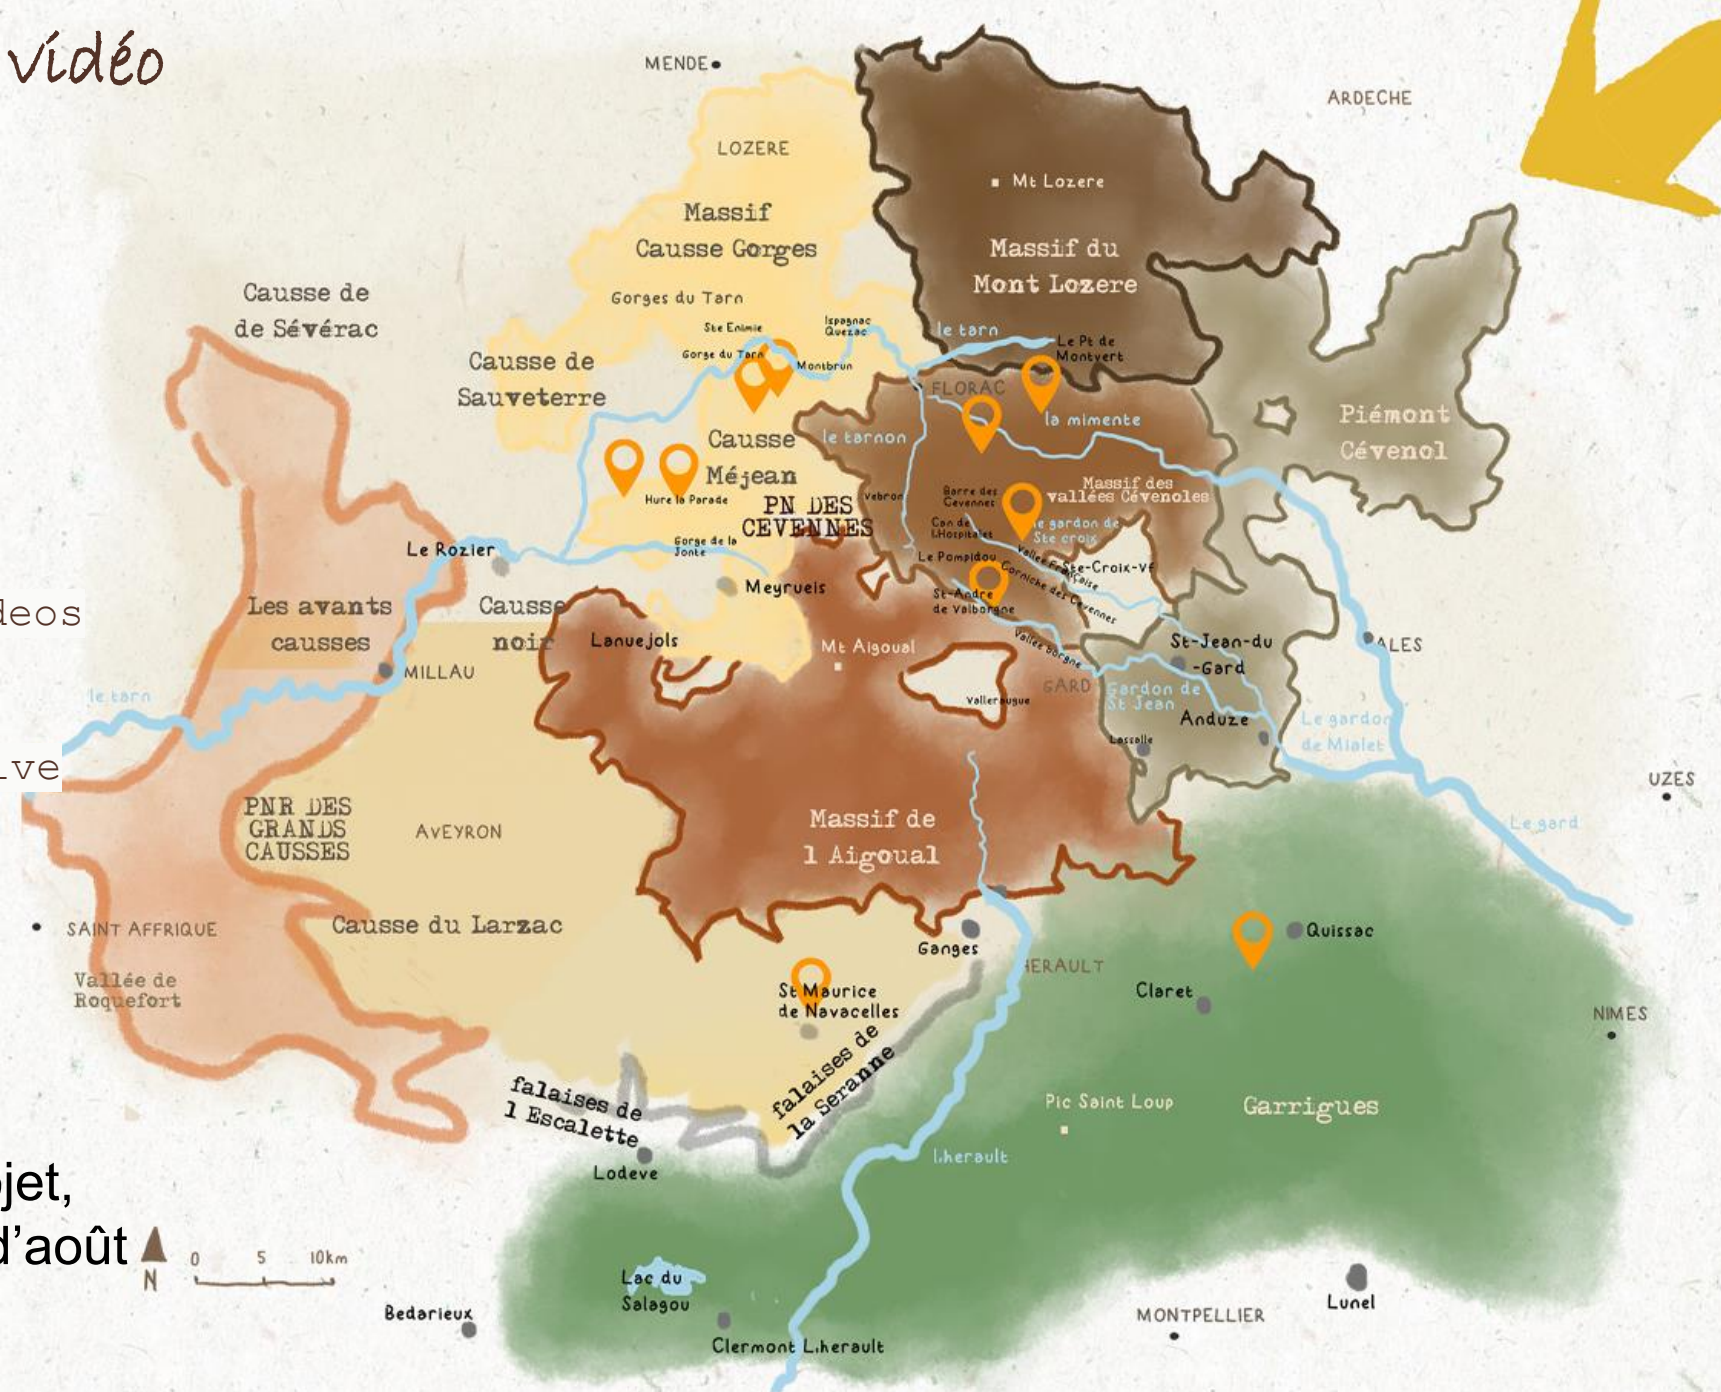 vidéo
MENDE
ARDECHE
LOZERE
Mt Lozere
Massif
Causse Gorges
Massif du
Mont Lozere
Causse de
de Sévérac
Gorges du Tarn
Ste Enimie
Ispagnac
Quezac
le tarn
Le Pt de
Montvert
Gorge du Tarn
Montbrun
Causse de
Sauveterre
FLORAC
la mimente
Piémont
Cévenol
Causse
Méjean
le tarnon
Hure la Parade
PN DES
CEVENNES
Vebron
Barre des
Cevennes
Massif des
vallées Cévenoles
Can de
L'Hospitalet
le gardon de
Ste croix
Le Rozier
Gorge de la
Jonte
Le Pompidou
Vallée Française
Ste-Croix-Vf
Corniche des Cevennes
Meyrueis
St-Andre
de Valborgne
deos
Les avants
causses
Causse
noir
Lanuejols
Mt Aigoual
Vallée Borgne
St-Jean-du
-Gard
ALES
MILLAU
GARD
Gardon de
St Jean
le tarn
Valleraugue
Anduze
Le gardon
de Mialet
Lassalle
ive
UZES
PNR DES
GRANDS
CAUSSES
AVEYRON
Massif de
l Aigoual
Le gard
SAINT AFFRIQUE
Causse du Larzac
Ganges
Quissac
Vallée de
Roquefort
HERAULT
St Maurice
de Navacelles
Claret
NIMES
falaises de
la Seranne
falaises de
l Escalette
Pic Saint Loup
Garrigues
L'herault
Lodeve
jet,
d’août
N
0 5 10km
Lac du
Salagou
Bedarieux
Clermont L'herault
MONTPELLIER
Lunel